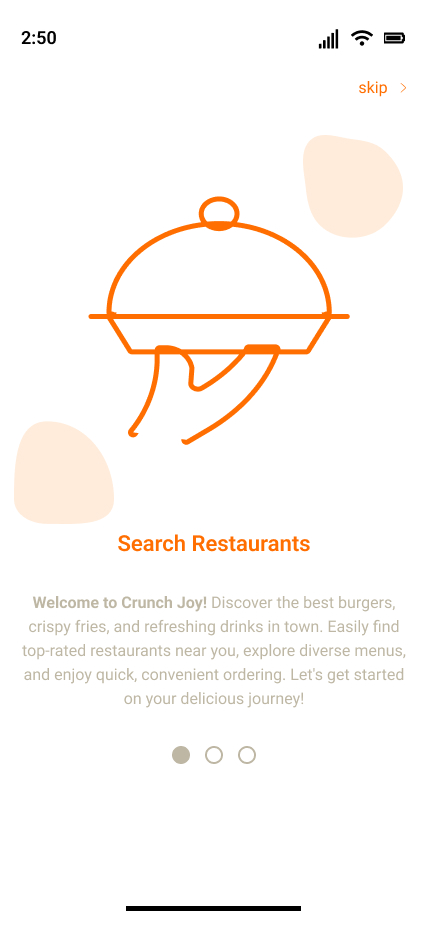 2:50
skip
Search Restaurants
Welcome to Crunch Joy! Discover the best burgers,
crispy fries, and refreshing drinks in town. Easily find
top-rated restaurants near you, explore diverse menus,
and enjoy quick, convenient ordering. Let's get started
on your delicious journey!